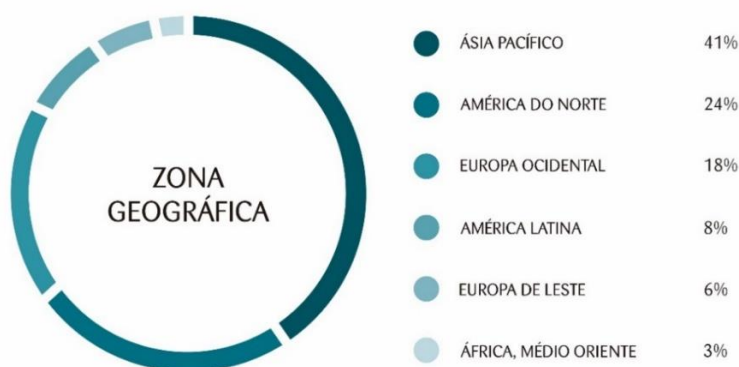 ZONA
GEOGRÁFICA
ÁSIA PACÍFICO 41%
AMÉRICA DO NORTE 24%
EUROPA OCIDENTAL 18%
AMÉRICA LATINA 8%
EUROPA DE LESTE 6%
ÁFRICA, MÉDIO ORIENTE 3%